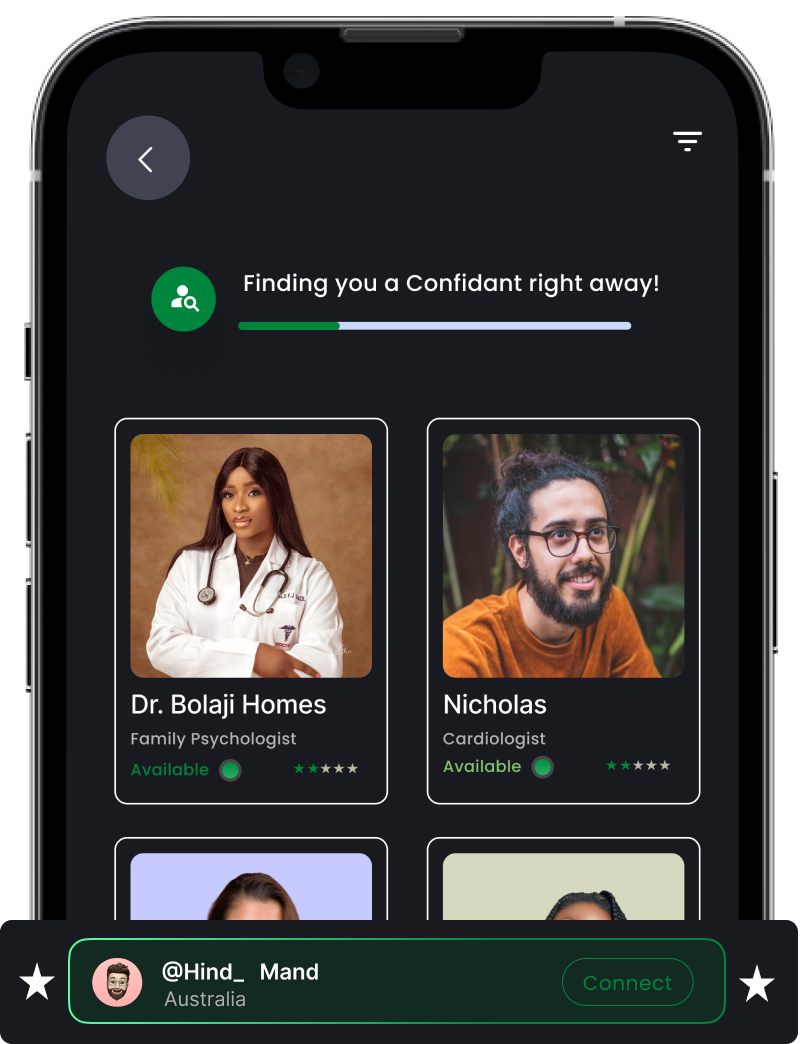 Finding you a Confidant right away!
Dr. Bolaji Homes
Family Psychologist
Available
Nicholas
Cardiologist
Available
@Hind_ Mand
Australia
Connect